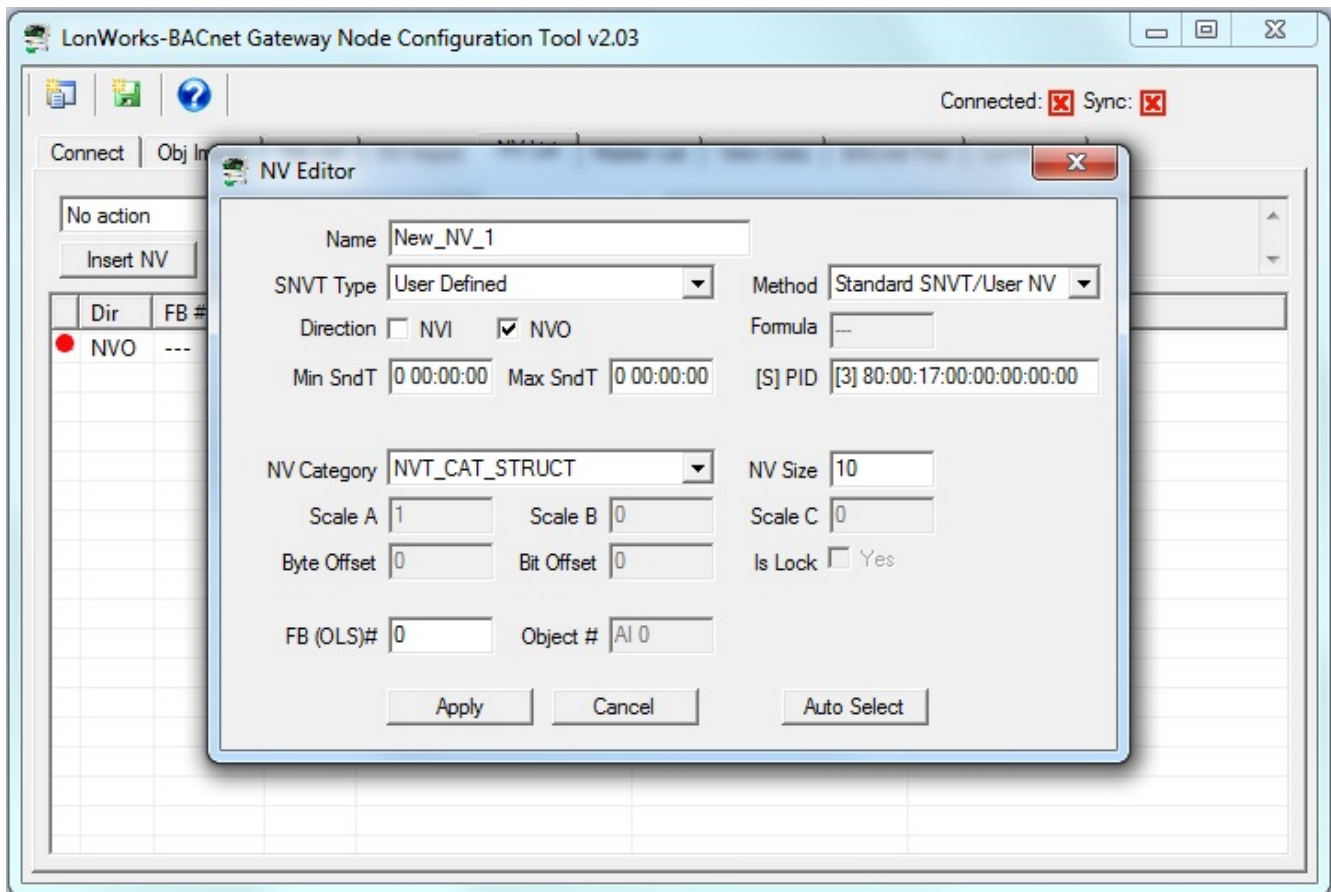 LonWorks-BACnet Gateway Node Configuration Tool v2.03
Connected: Sync:
Connect Obj
NV Editor
No action
Insert NV
Name New_NV_1
SNVT Type User Defined Method Standard SNVT/User NV
Dir FB #
Direction NVI NVO Formula ---
NVO ---
Min SndT 0 00:00:00 Max SndT 0 00:00:00 [S] PID [3] 80:00:17:00:00:00:00:00
NV Category NVT_CAT_STRUCT NV Size 10
Scale A 1 Scale B 0 Scale C 0
Byte Offset 0 Bit Offset 0 Is Lock Yes
FB (OLS)# 0 Object # AI 0
Apply Cancel Auto Select